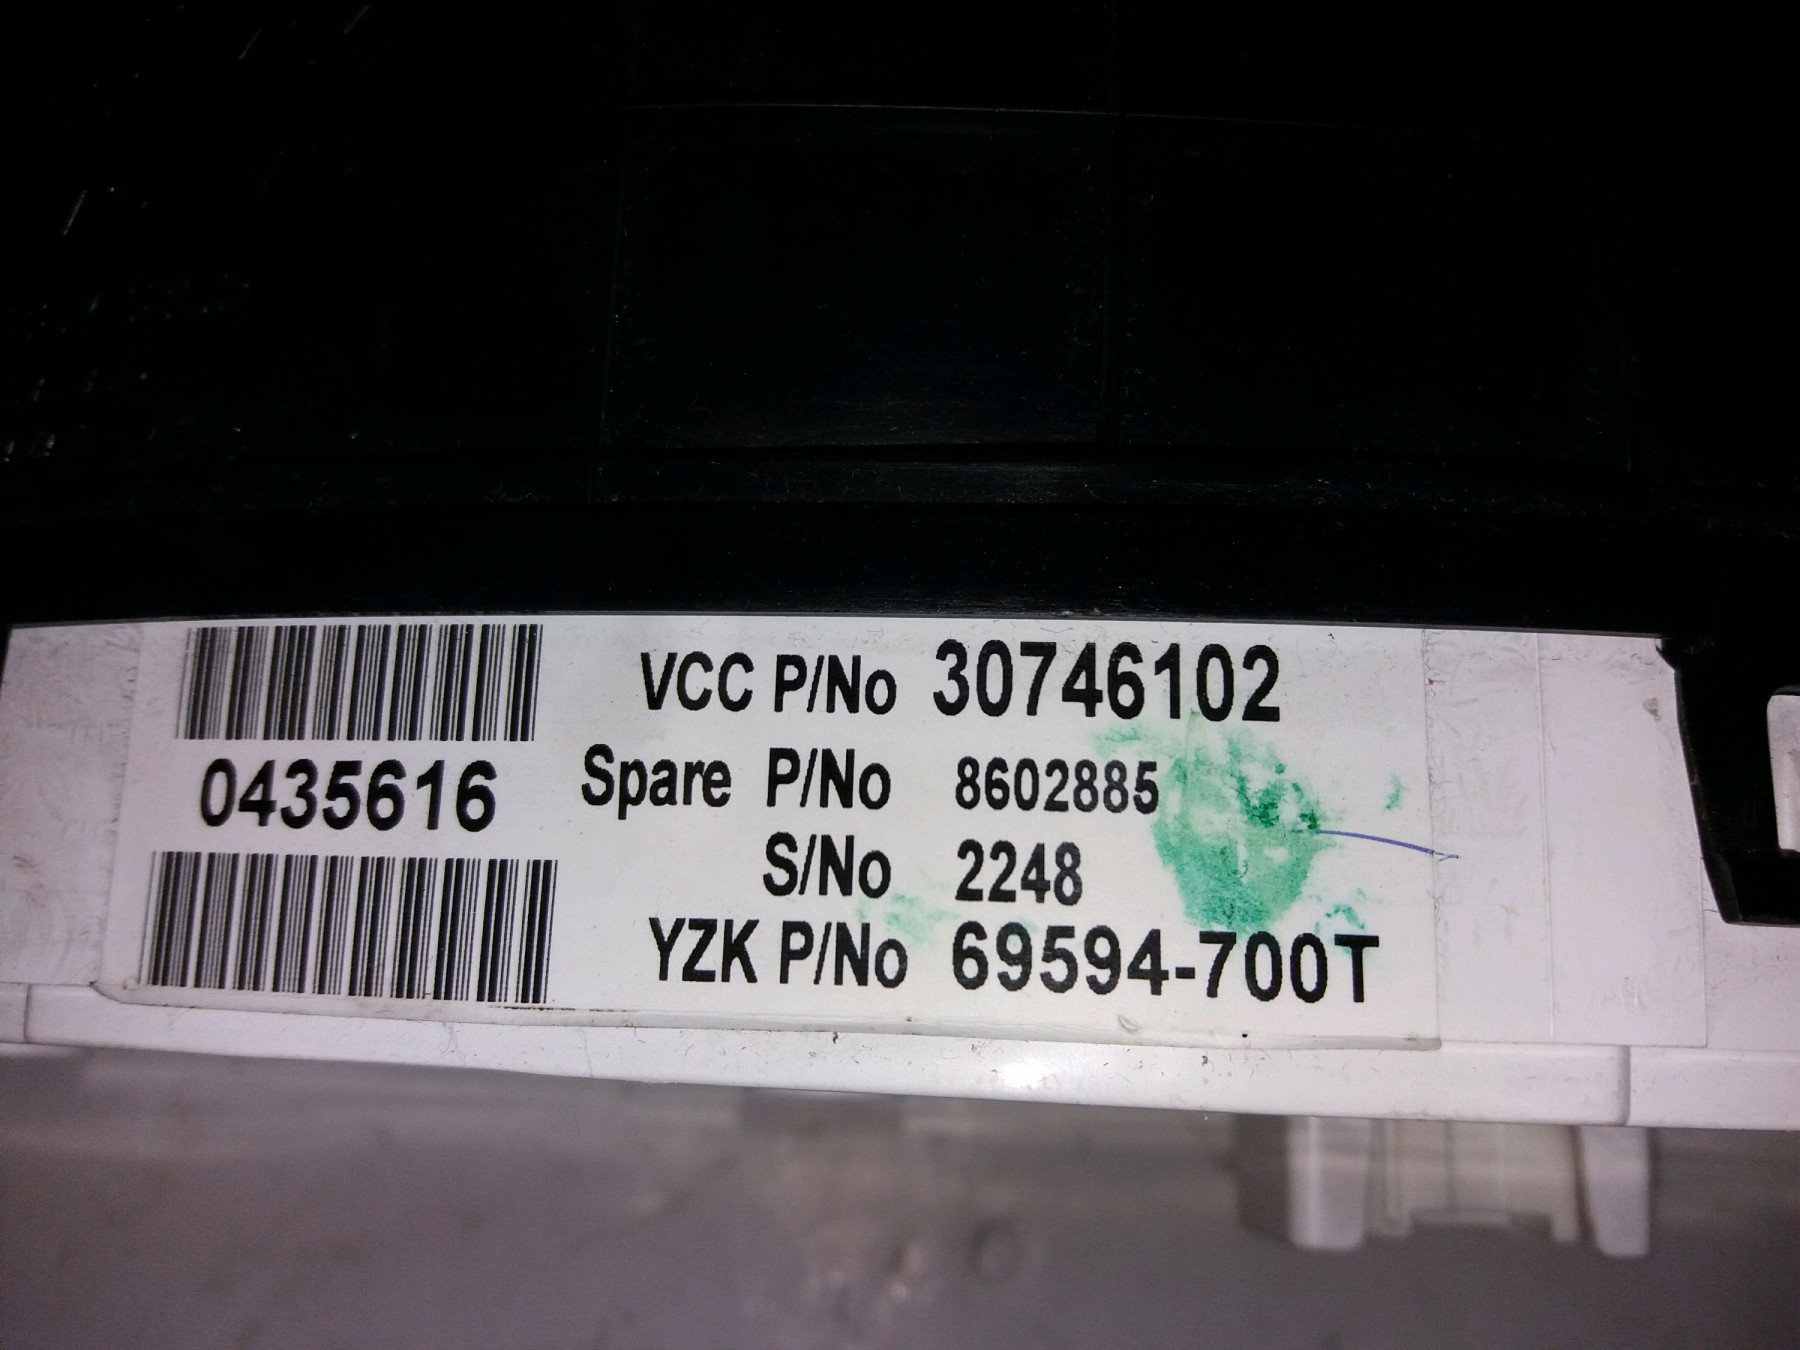 VCC P/No 30746102
0435616
Spare P/No 8602885
S/No 2248
YZK P/No 69594-700T